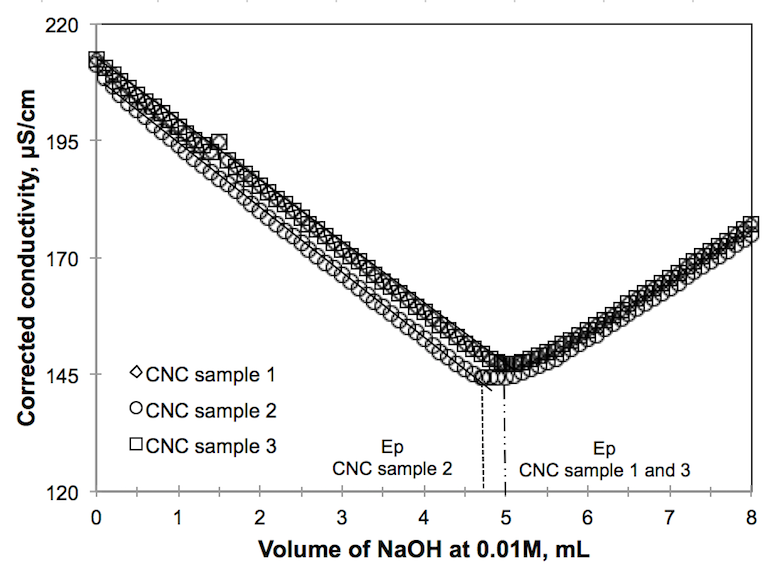 220
195
170
145
120
Corrected conductivity, µS/cm
CNC sample 1
CNC sample 2
CNC sample 3
Ep
CNC sample 2
Ep
CNC sample 1 and 3
0 1 2 3 4 5 6 7 8
Volume of NaOH at 0.01M, mL